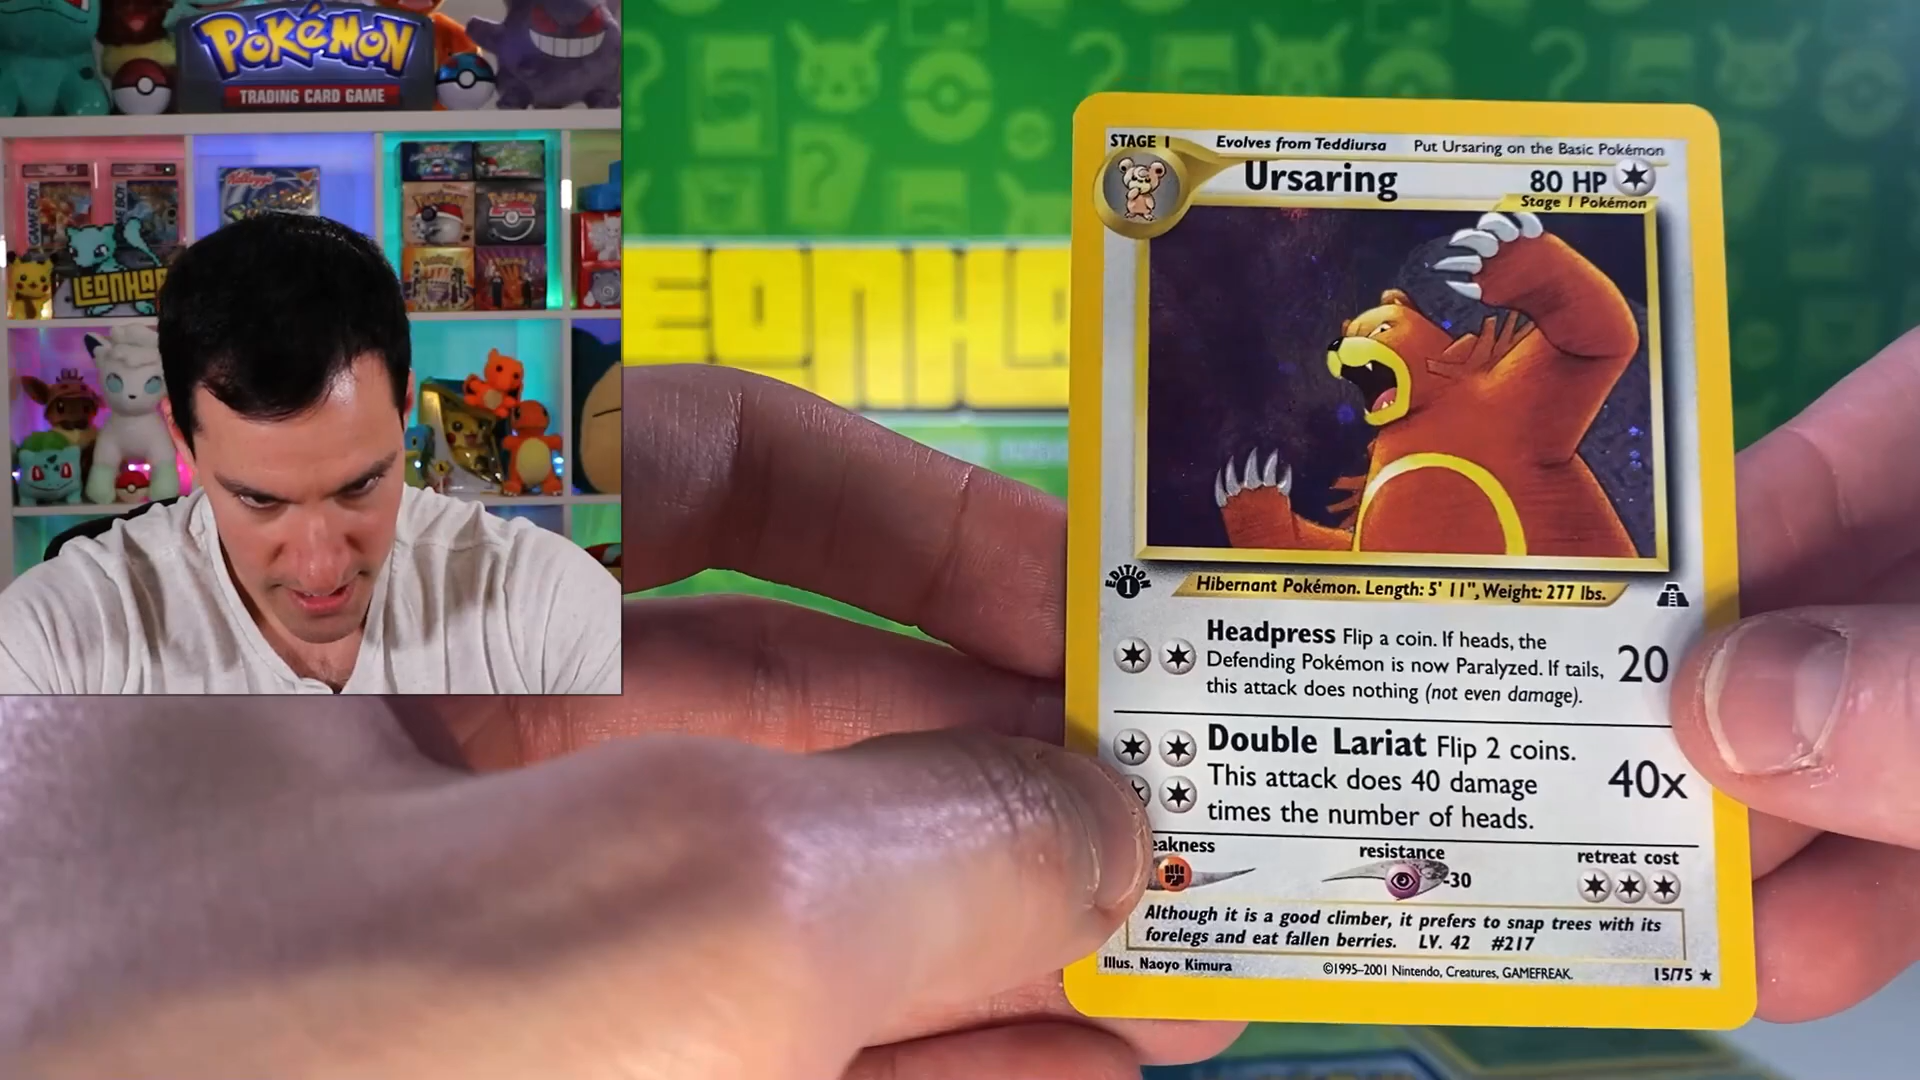 Pokémon
TRADING CARD GAME
Kellogg's
GAME BOY
LEONHAR
EONHA
STAGE 1
Evolves from Teddiursa
Put Ursaring on the Basic Pokémon
Ursaring
80 HP
Stage 1 Pokémon
EDITION
1
Hibernant Pokémon. Length: 5' 11", Weight: 277 lbs.
Headpress Flip a coin. If heads, the
Defending Pokémon is now Paralyzed. If tails,
this attack does nothing (not even damage).
20
Double Lariat Flip 2 coins.
This attack does 40 damage
times the number of heads.
40x
eakness
resistance
-30
retreat cost
Although it is a good climber, it prefers to snap trees with its
forelegs and eat fallen berries. LV. 42 #217
Illus. Naoyo Kimura
©1995–2001 Nintendo, Creatures, GAMEFREAK.
15/75 ★